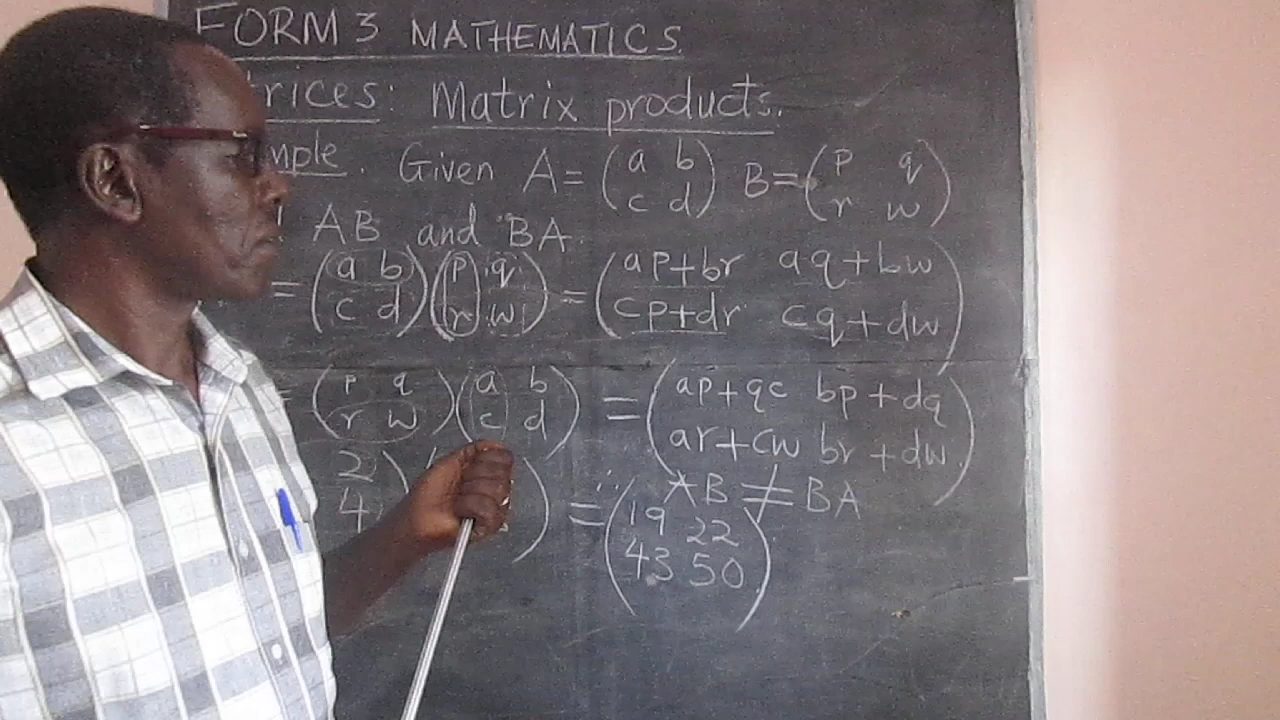 FORM 3 MATHEMATICS.
trices: Matrix products.
mple. Given A = (a b B = (p q
c d) r w)
AB and BA.
= (a b) (p q) = (ap+br aq+bw)
(c d) (r w) (cp+dr cq+dw)
= (p q) (a b) = (ap+qc bp+dq)
(r w) (c d) (ar+cw br+dw)
∴ AB ≠ BA
2) = (19 22)
4) (43 50)